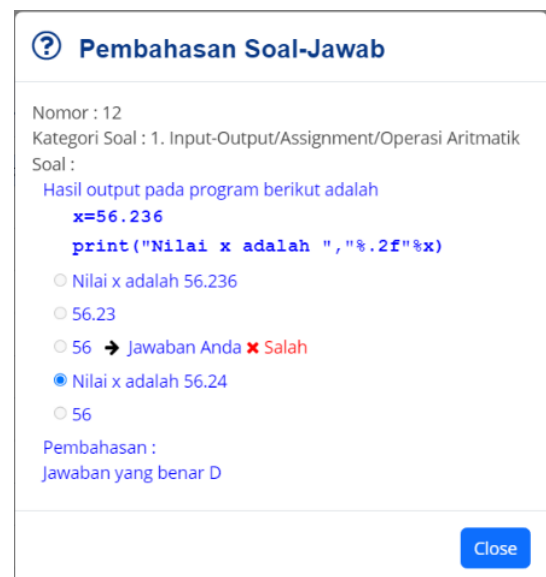 Pembahasan Soal-Jawab
Nomor : 12
Kategori Soal : 1. Input-Output/Assignment/Operasi Aritmatik
Soal :
Hasil output pada program berikut adalah
x=56.236
print("Nilai x adalah ","%.2f"%x)
Nilai x adalah 56.236
56.23
56 → Jawaban Anda ✖ Salah
Nilai x adalah 56.24
56
Pembahasan :
Jawaban yang benar D
Close